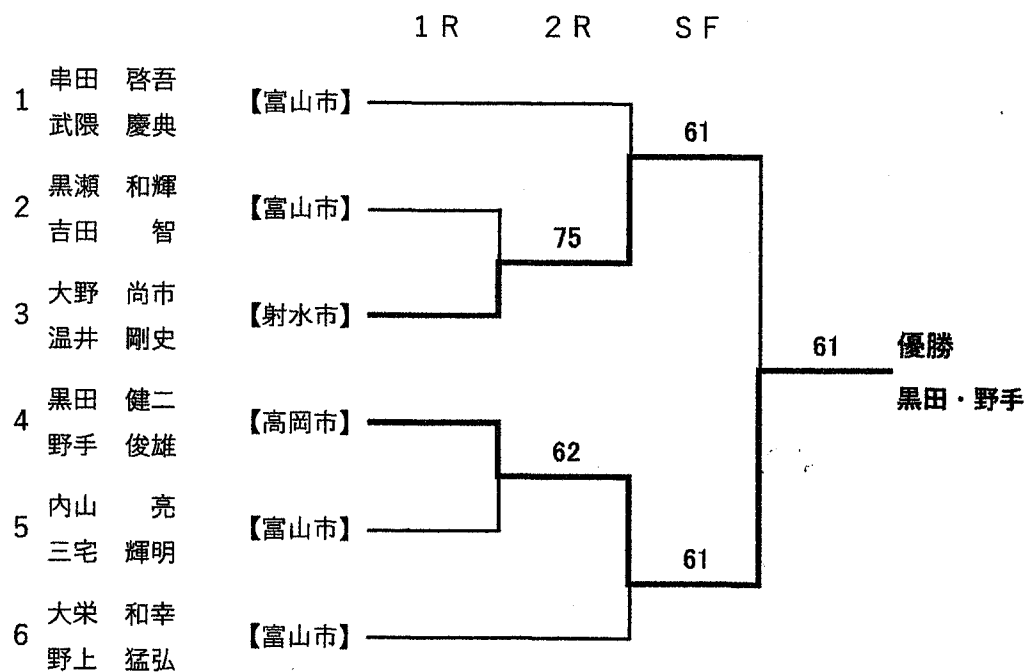 1R 2R SF
串田 啓吾
1 【富山市】
武隈 慶典
61
黒瀬 和輝
2 【富山市】
吉田 智
75
大野 尚市
3 【射水市】
温井 剛史
61 優勝
黒田・野手
黒田 健二
4 【高岡市】
野手 俊雄
62
内山 亮
5 【富山市】
三宅 輝明
61
大栄 和幸
6 【富山市】
野上 猛弘